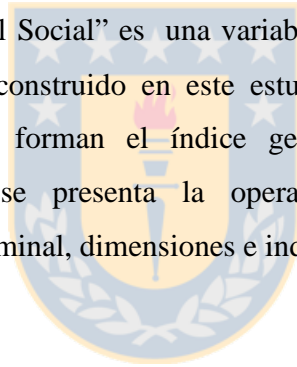 Social” es una variab
construido en este estu
forman el índice ge
se presenta la opera
minal, dimensiones e ind